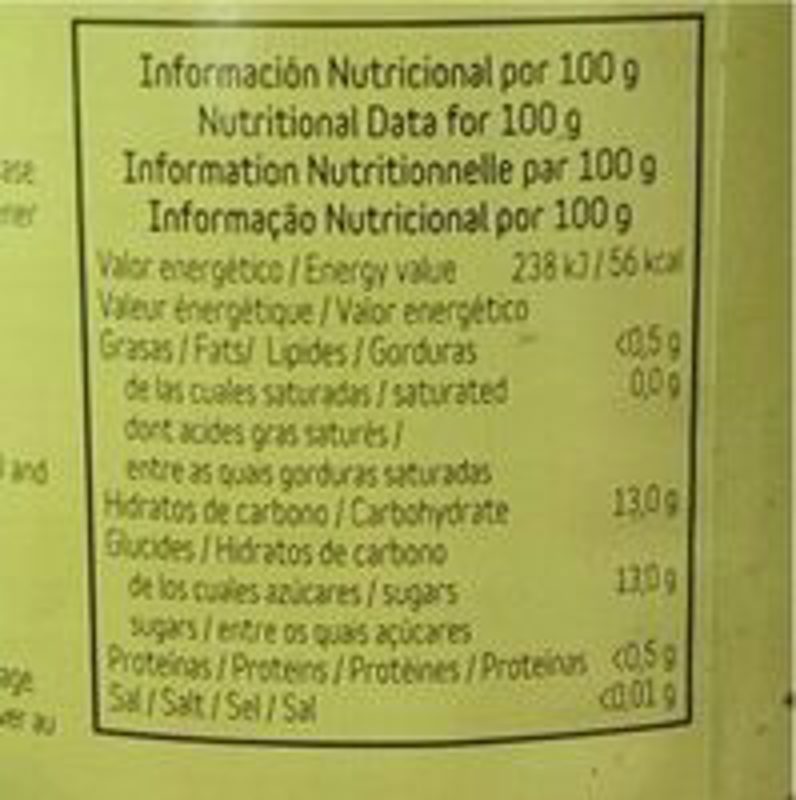 Información Nutricional por 100 g
Nutritional Data for 100 g
Information Nutritionnelle par 100 g
Informação Nutricional por 100 g
Valor energético / Energy value 238 kJ / 56 kcal
Valeur énergétique / Valor energético
Grasas / Fats/ Lipides / Gorduras <0,5 g
de las cuales saturadas / saturated 0,0 g
dont acides gras saturés /
entre as quais gorduras saturadas
Hidratos de carbono / Carbohydrate 13,0 g
Glucides / Hidratos de carbono
de los cuales azúcares / sugars 13,0 g
sugars / entre os quais açúcares
Proteínas / Proteins / Protéines / Proteínas <0,5 g
Sal / Salt / Sel / Sal <0,01 g
and
au